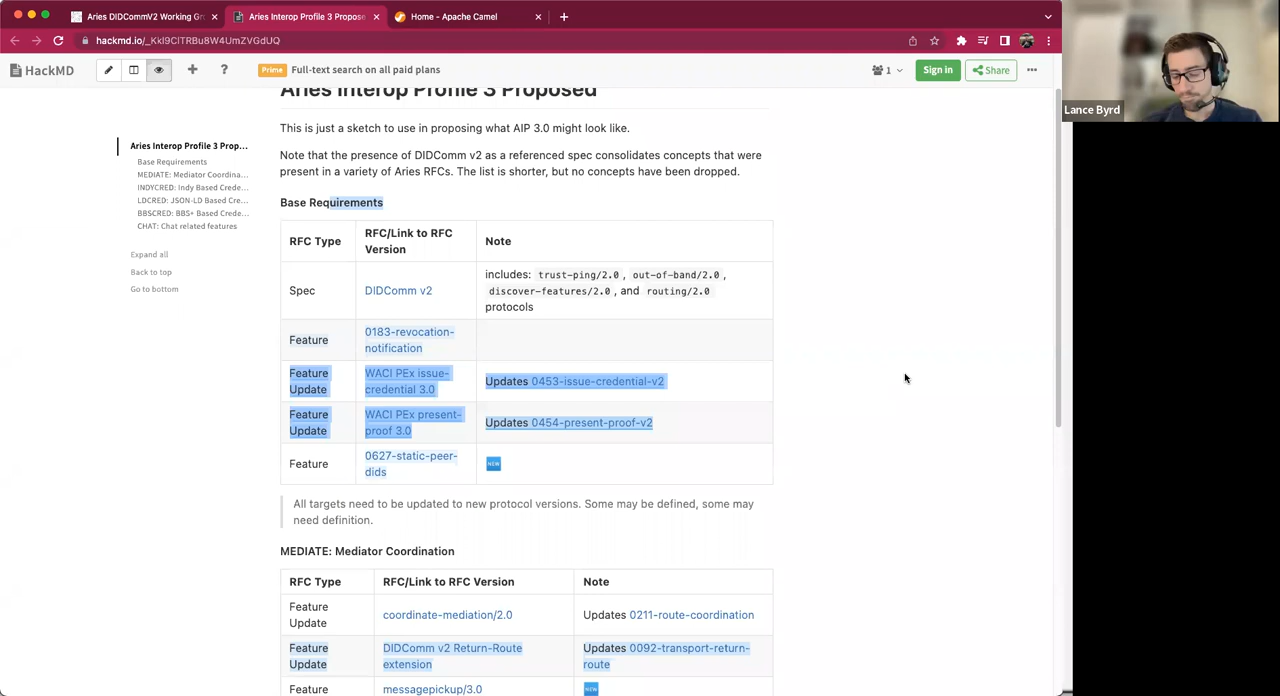 Aries DIDCommV2 Working Gr
Aries Interop Profile 3 Propose
Home - Apache Camel
hackmd.io/_KkI9CITRBu8W4UmZVGdUQ
HackMD
Prime
Full-text search on all paid plans
1
Sign in
Share
Lance Byrd
Aries Interop Profile 3 Prop...
Base Requirements
MEDIATE: Mediator Coordina...
INDYCRED: Indy Based Crede...
LDCRED: JSON-LD Based Cre...
BBSCRED: BBS+ Based Crede...
CHAT: Chat related features
Expand all
Back to top
Go to bottom
Aries Interop Profile 3 Proposed
This is just a sketch to use in proposing what AIP 3.0 might look like.
Note that the presence of DIDComm v2 as a referenced spec consolidates concepts that were
present in a variety of Aries RFCs. The list is shorter, but no concepts have been dropped.
Base Requirements
RFC Type
RFC/Link to RFC
Version
Note
Spec
DIDComm v2
includes: trust-ping/2.0 , out-of-band/2.0 ,
discover-features/2.0 , and routing/2.0
protocols
Feature
0183-revocation-
notification
Feature
Update
WACI PEx issue-
credential 3.0
Updates 0453-issue-credential-v2
Feature
Update
WACI PEx present-
proof 3.0
Updates 0454-present-proof-v2
Feature
0627-static-peer-
dids
NEW
All targets need to be updated to new protocol versions. Some may be defined, some may
need definition.
MEDIATE: Mediator Coordination
RFC Type
RFC/Link to RFC Version
Note
Feature
Update
coordinate-mediation/2.0
Updates 0211-route-coordination
Feature
Update
DIDComm v2 Return-Route
extension
Updates 0092-transport-return-
route
Feature
messagepickup/3.0
NEW